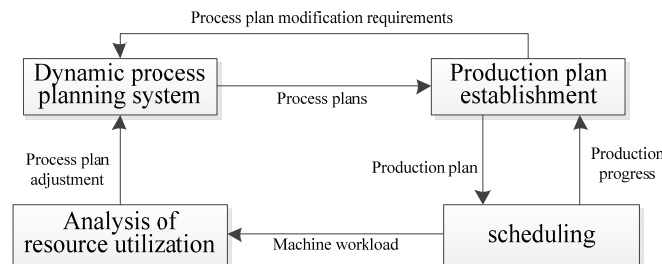 Process plan modification requirements
Dynamic process
planning system
Process plans
Production plan
establishment
Process plan
adjustment
Production plan
Production
progress
Analysis of
resource utilization
Machine workload
scheduling